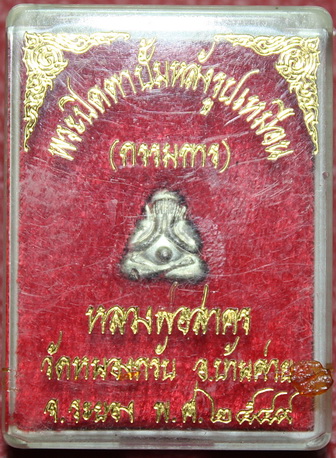 พระปิดตาปั๊มหลังรูปเหมือน
(กรรมการ)
หลวงพ่อสาคร
วัดหนองกรับ อ.บ้านค่าย
จ.ระยอง พ.ศ.๒๕๔๙